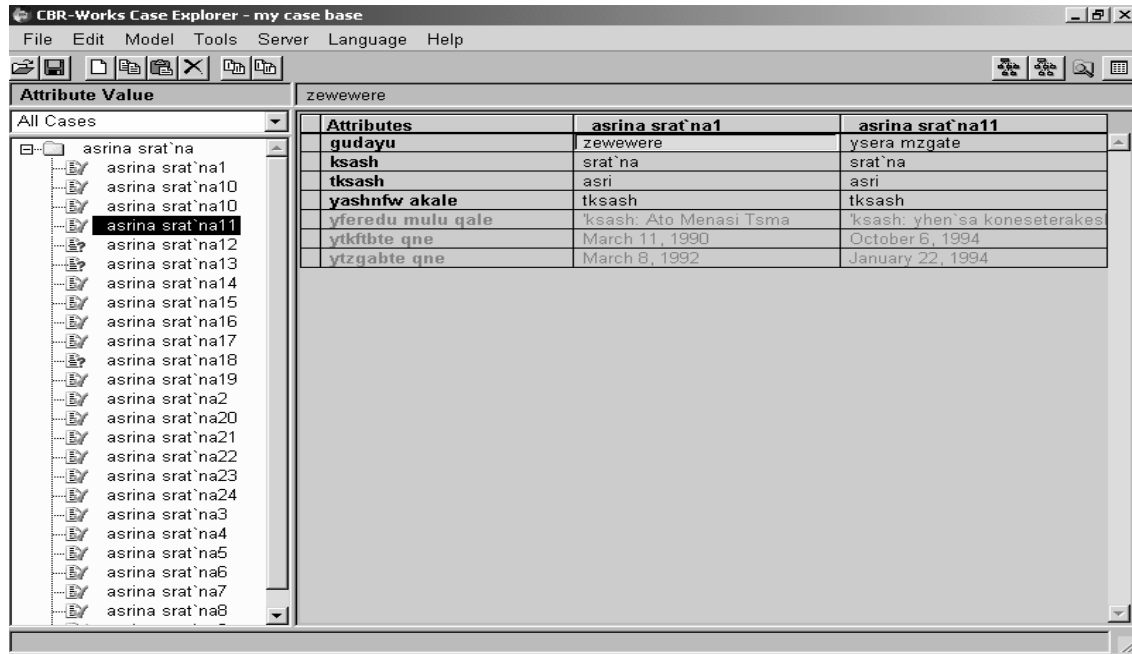 CBR-Works Case Explorer - my case base
File Edit Model Tools Server Language Help
Attribute Value zewewere
All Cases
Attributes asrina srat`na1 asrina srat`na11
gudayu zewewere ysera mzgate
ksash srat`na srat`na
tksash asri asri
yashnfw akale tksash tksash
yferedu mulu qale 'ksash: Ato Menasi Tsma 'ksash: yhen`sa
ytkftbte qne March 11, 1990 October 6, 1994
ytzgabte qne March 8, 1992 January 22, 1994
asrina srat`na
asrina srat`na1
asrina srat`na10
asrina srat`na10
asrina srat`na11
asrina srat`na12
asrina srat`na13
asrina srat`na14
asrina srat`na15
asrina srat`na16
asrina srat`na17
asrina srat`na18
asrina srat`na19
asrina srat`na2
asrina srat`na20
asrina srat`na21
asrina srat`na22
asrina srat`na23
asrina srat`na24
asrina srat`na3
asrina srat`na4
asrina srat`na5
asrina srat`na6
asrina srat`na7
asrina srat`na8